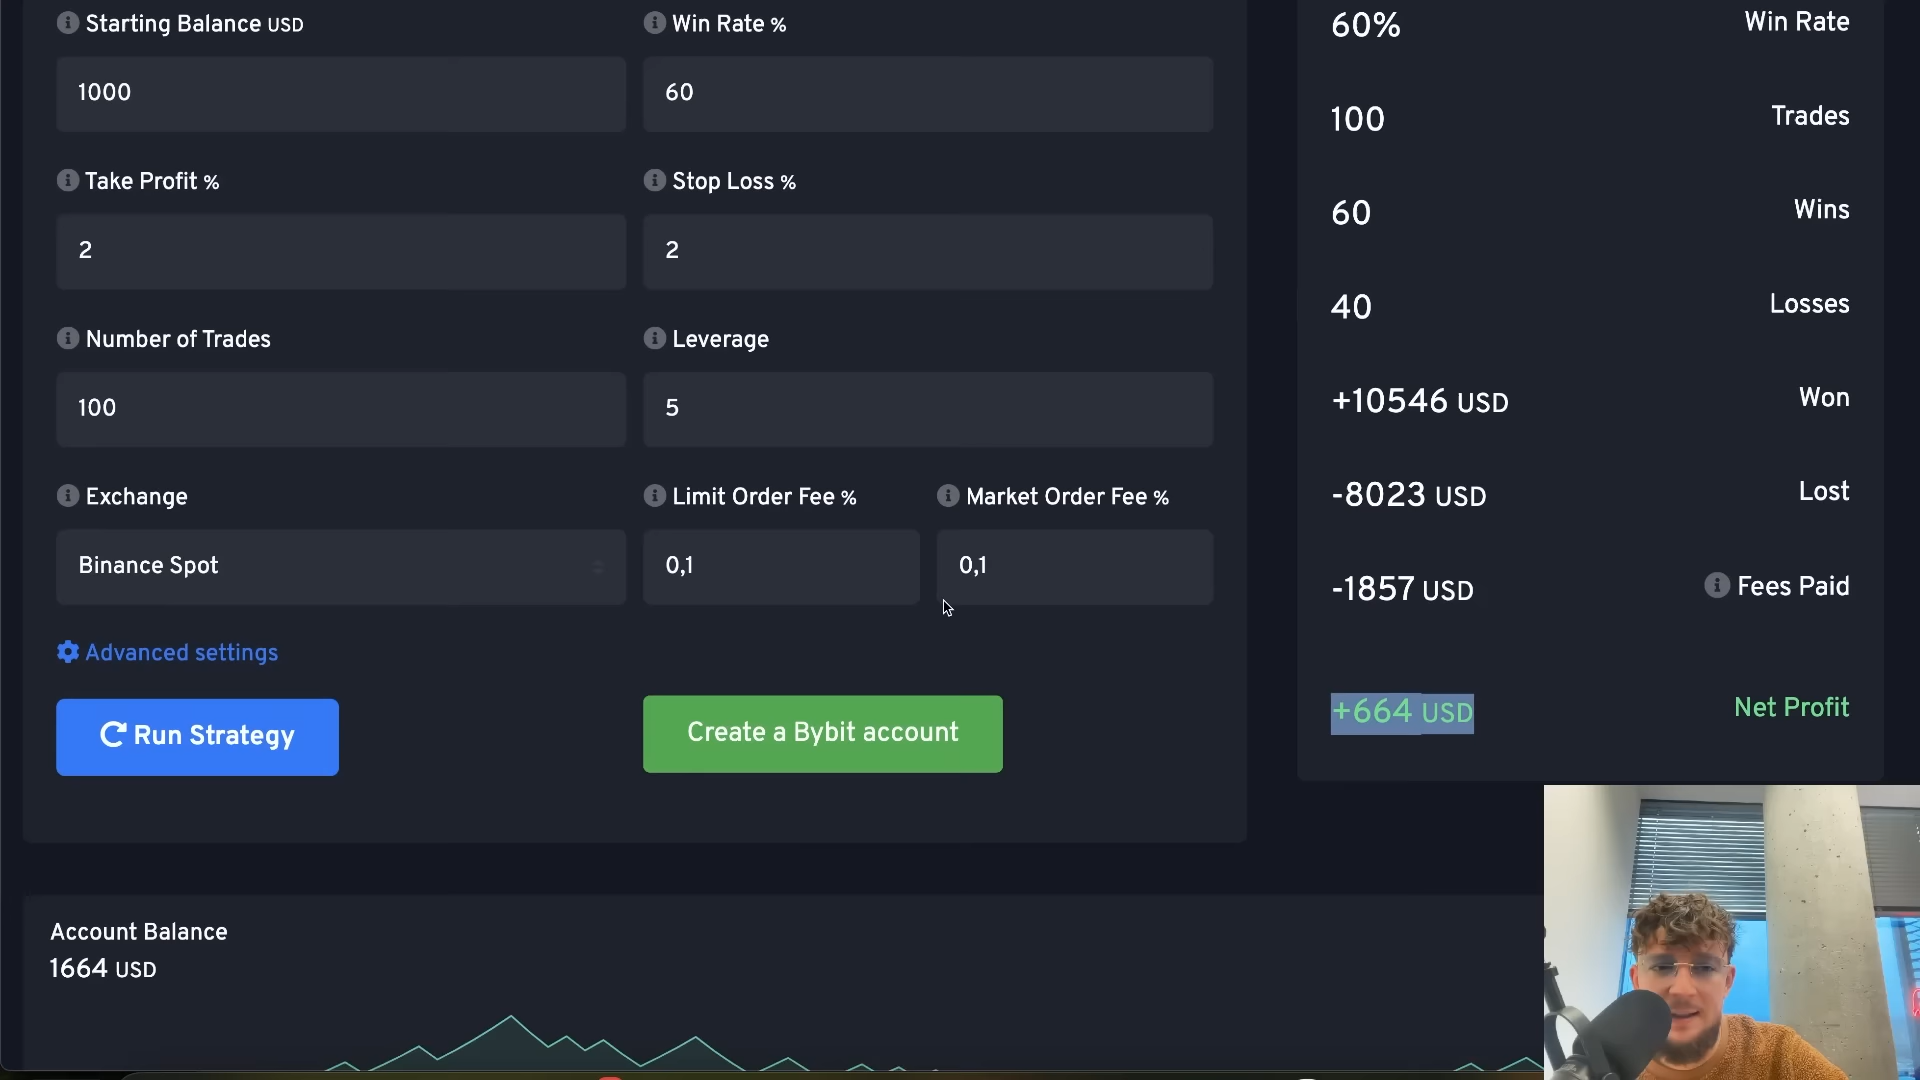 Starting Balance USD
Win Rate %
1000
60
Take Profit %
Stop Loss %
2
2
Number of Trades
Leverage
100
5
Exchange
Limit Order Fee %
Market Order Fee %
Binance Spot
0,1
0,1
Advanced settings
Run Strategy
Create a Bybit account
60% Win Rate
100 Trades
60 Wins
40 Losses
+10546 USD Won
-8023 USD Lost
-1857 USD Fees Paid
+664 USD Net Profit
Account Balance
1664 USD